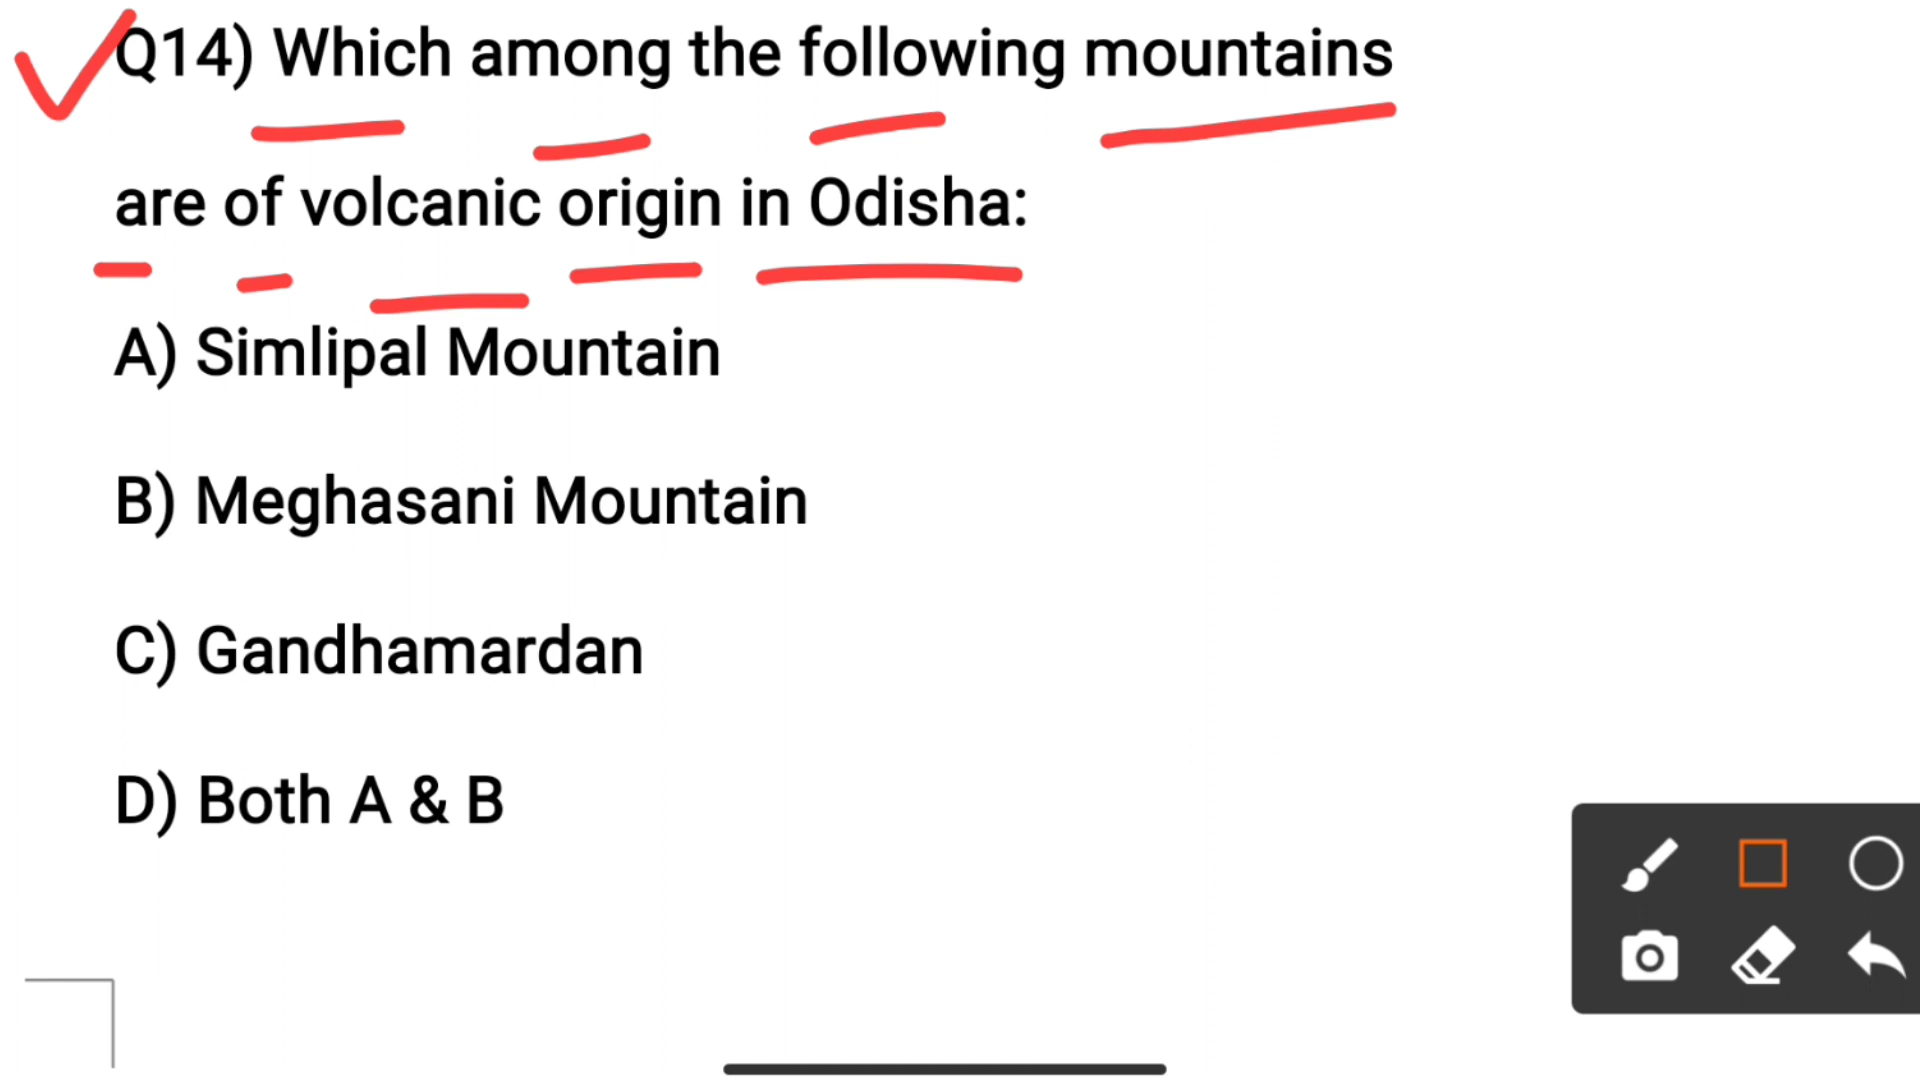 Q14) Which among the following mountains
are of volcanic origin in Odisha:
A) Simlipal Mountain
B) Meghasani Mountain
C) Gandhamardan
D) Both A & B